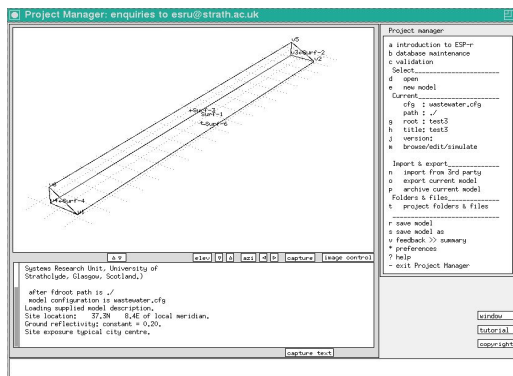 Project Manager: enquiries to esru@strath.ac.uk
v5
v3+Surf-2
v2
+Surf-3
Surf-1
+Surf-6
v4+Surf-4
v1
elev
azi
capture
image control
Systems Research Unit, University of
Strathclyde, Glasgow, Scotland.)
after fdroot path is ./
model configuration is wastewater.cfg
Loading supplied model description.
Site location: 37.3N 8.4E of local meridian.
Ground reflectivity: constant = 0.20.
Site exposure typical city centre.
capture text
Project manager
a introduction to ESP-r
b database maintenance
c validation
Select
d open
e new model
Current
cfg : wastewater.cfg
path : ./
g root : test3
h title: test3
j version:
m browse/edit/simulate
Import & export
n import from 3rd party
o export current model
p archive current model
Folders & files
t project folders & files
r save model
s save model as
v feedback >> summary
* preferences
? help
- exit Project Manager
window
tutorial
copyright